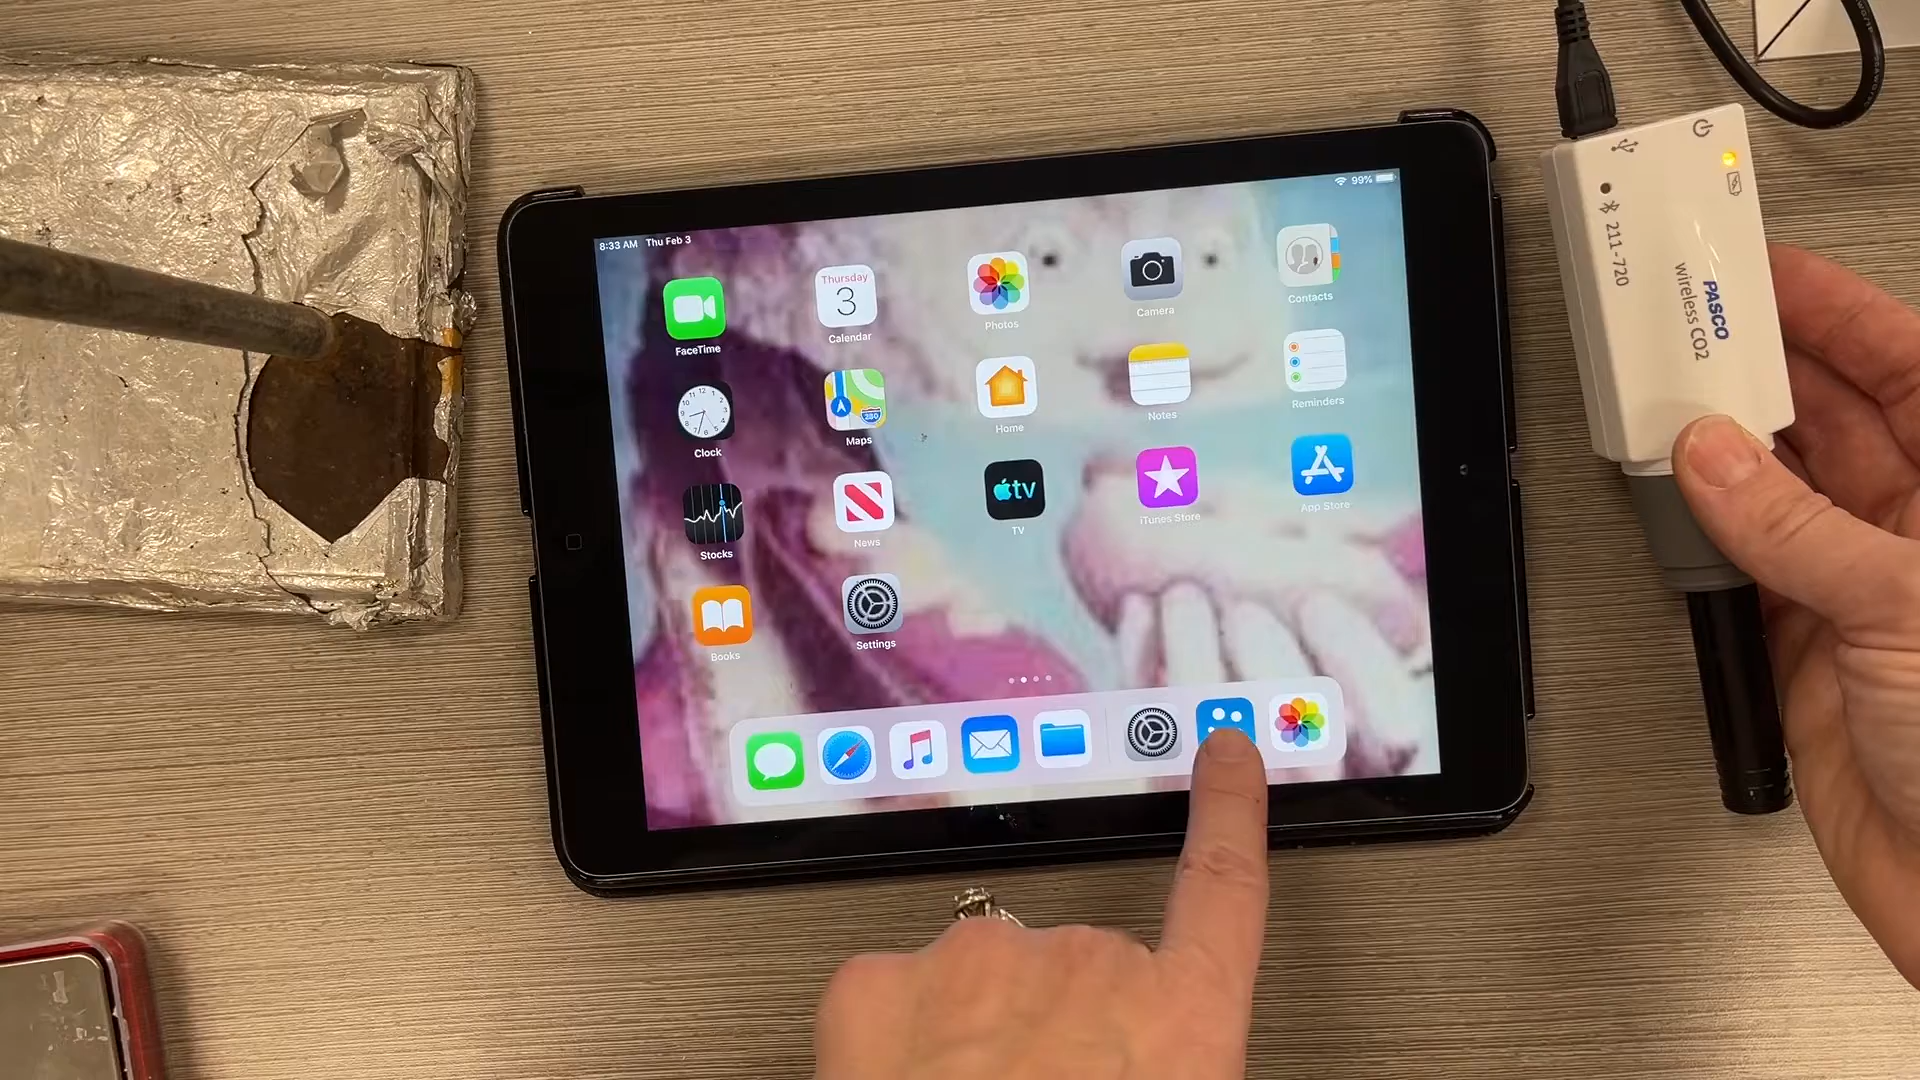 8:33 AM Thu Feb 3
99%
FaceTime
Thursday
3
Calendar
Photos
Camera
Contacts
Clock
Maps
280
Home
Notes
Reminders
Stocks
News
tv
TV
iTunes Store
App Store
Books
Settings
211-720
PASCO
wireless CO2